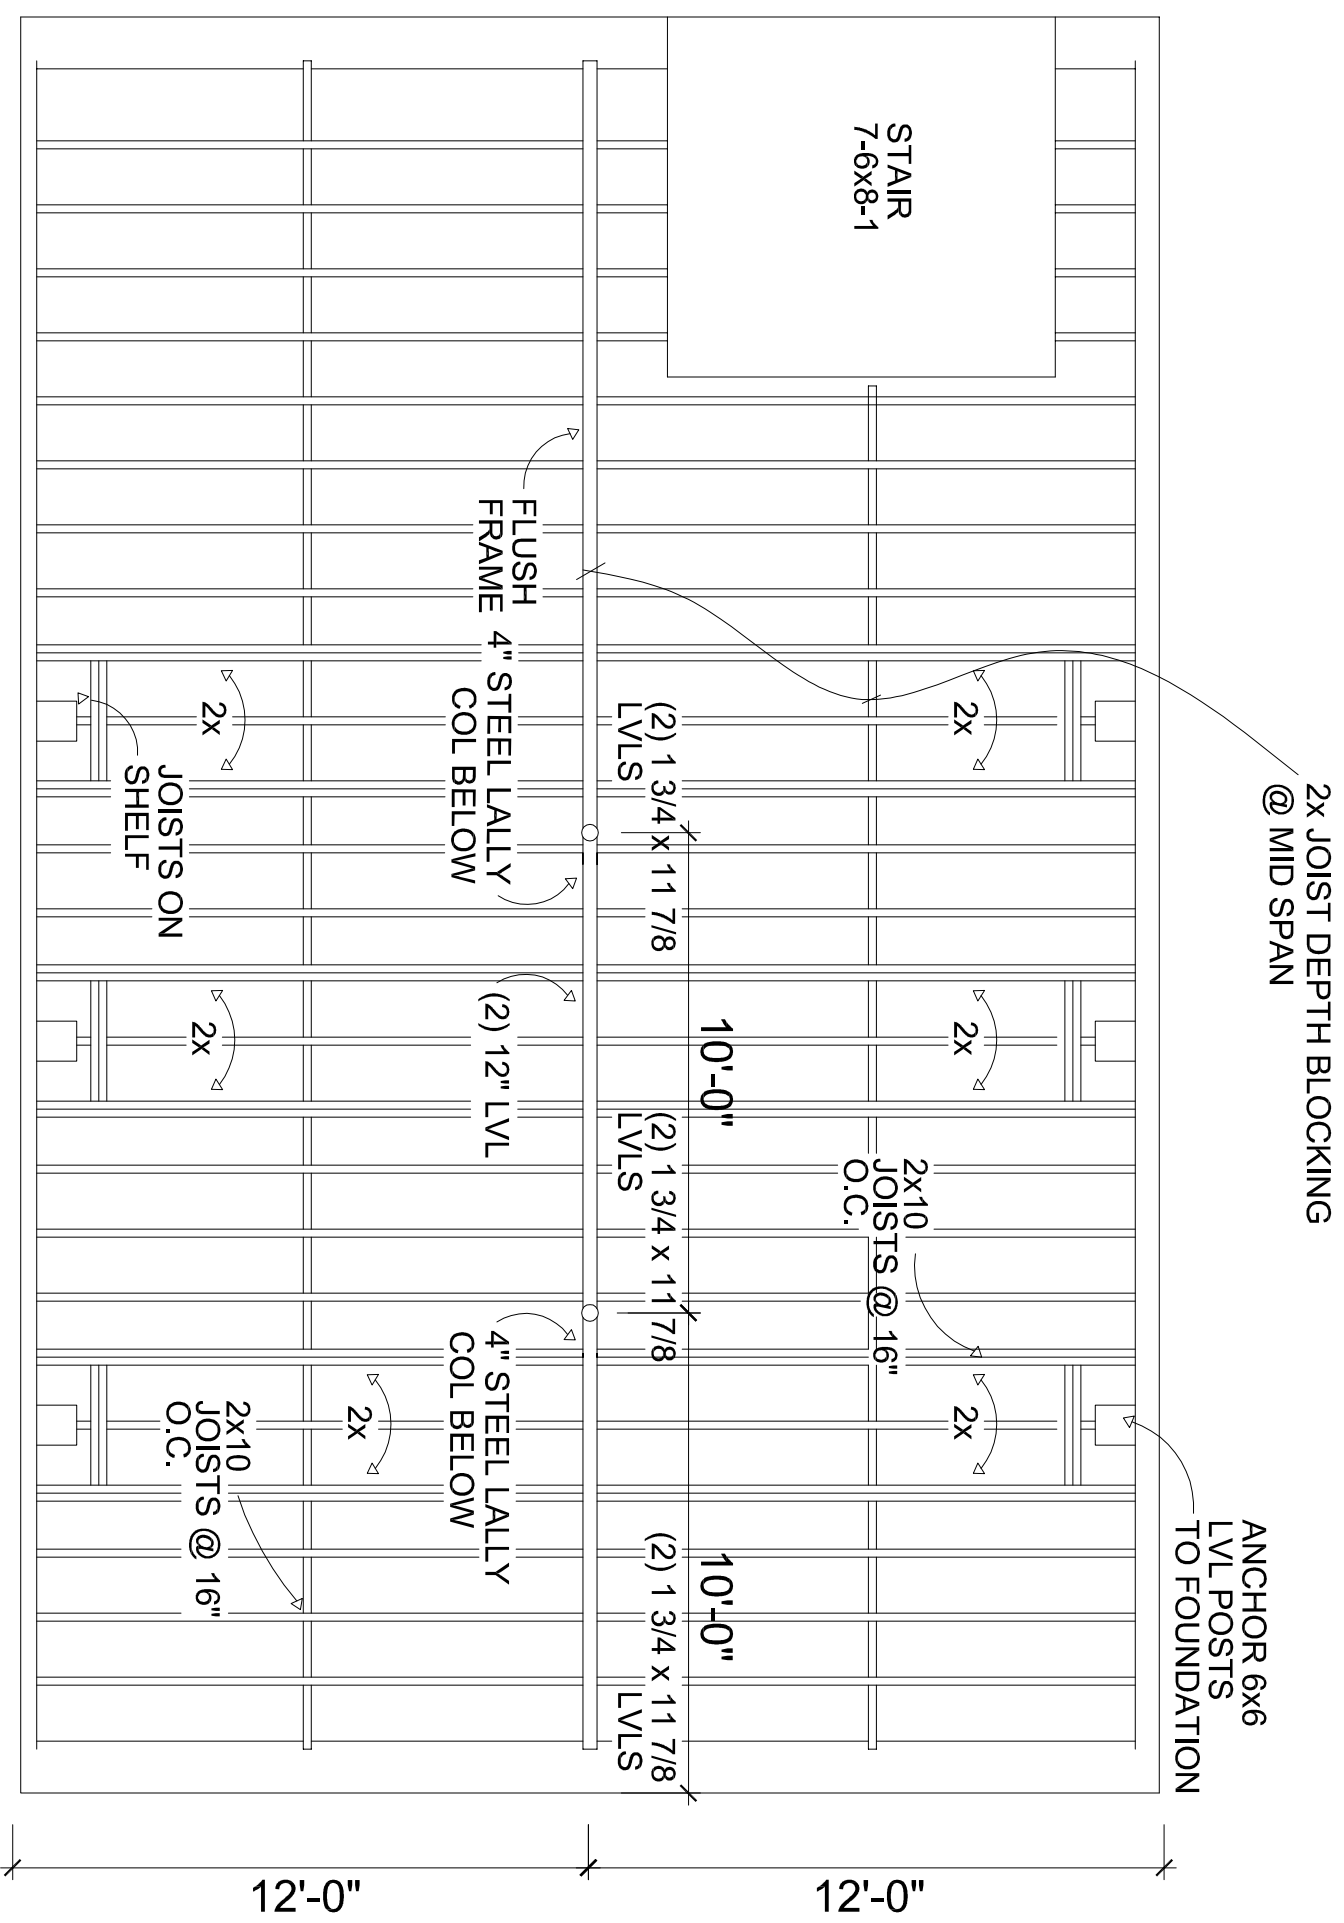 STAIR
7-6x8-1
2x JOIST DEPTH BLOCKING
@ MID SPAN
FLUSH
FRAME
4" STEEL LALLY
COL BELOW
(2) 1 3/4 x 11 7/8
LVLS
2x
2x
JOISTS ON
SHELF
(2) 12" LVL
10'-0"
2x
2x
(2) 1 3/4 x 11 7/8
LVLS
2x10
JOISTS @ 16"
O.C.
4" STEEL LALLY
COL BELOW
2x
2x
2x10
JOISTS @ 16"
O.C.
ANCHOR 6x6
LVL POSTS
TO FOUNDATION
10'-0"
(2) 1 3/4 x 11 7/8
LVLS
12'-0"
12'-0"